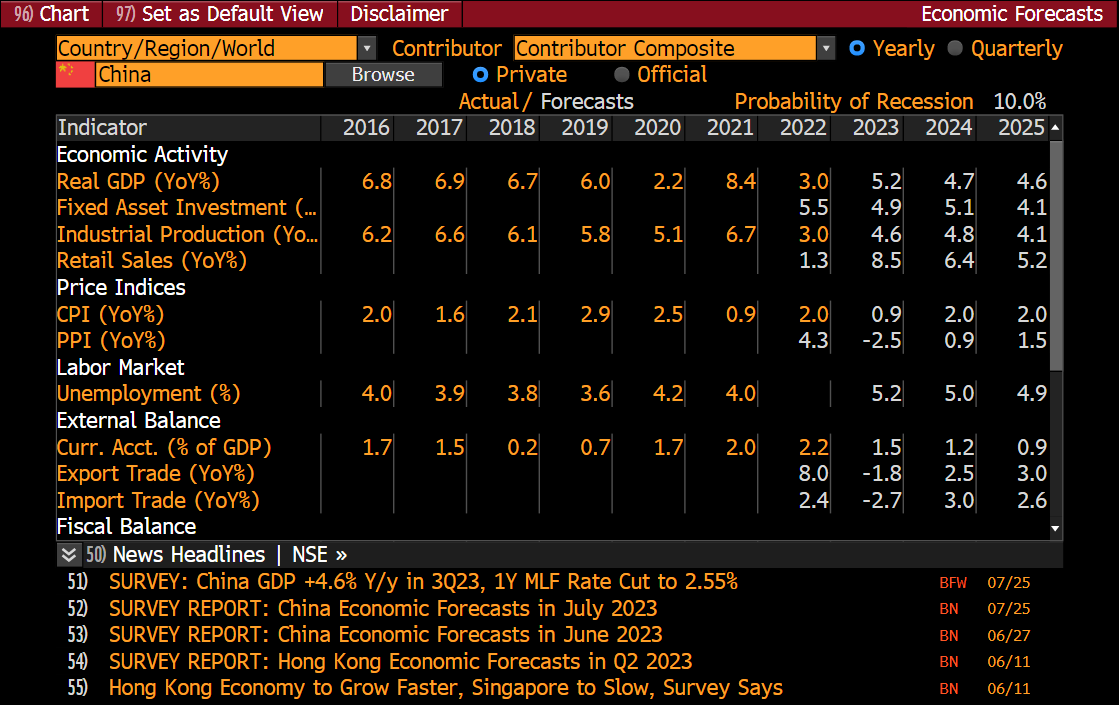 96) Chart 97) Set as Default View Disclaimer Economic Forecasts
Country/Region/World Contributor Contributor Composite Yearly Quarterly
China Browse Private Official
Actual / Forecasts Probability of Recession 10.0%
Indicator 2016 2017 2018 2019 2020 2021 2022 2023 2024 2025
Economic Activity
Real GDP (YoY%) 6.8 6.9 6.7 6.0 2.2 8.4 3.0 5.2 4.7 4.6
Fixed Asset Investment (... 5.5 4.9 5.1 4.1
Industrial Production (Yo... 6.2 6.6 6.1 5.8 5.1 6.7 3.0 4.6 4.8 4.1
Retail Sales (YoY%) 1.3 8.5 6.4 5.2
Price Indices
CPI (YoY%) 2.0 1.6 2.1 2.9 2.5 0.9 2.0 0.9 2.0 2.0
PPI (YoY%) 4.3 -2.5 0.9 1.5
Labor Market
Unemployment (%) 4.0 3.9 3.8 3.6 4.2 4.0 5.2 5.0 4.9
External Balance
Curr. Acct. (% of GDP) 1.7 1.5 0.2 0.7 1.7 2.0 2.2 1.5 1.2 0.9
Export Trade (YoY%) 8.0 -1.8 2.5 3.0
Import Trade (YoY%) 2.4 -2.7 3.0 2.6
Fiscal Balance
50) News Headlines | NSE »
51) SURVEY: China GDP +4.6% Y/y in 3Q23, 1Y MLF Rate Cut to 2.55% BFW 07/25
52) SURVEY REPORT: China Economic Forecasts in July 2023 BN 07/25
53) SURVEY REPORT: China Economic Forecasts in June 2023 BN 06/27
54) SURVEY REPORT: Hong Kong Economic Forecasts in Q2 2023 BN 06/11
55) Hong Kong Economy to Grow Faster, Singapore to Slow, Survey Says BN 06/11